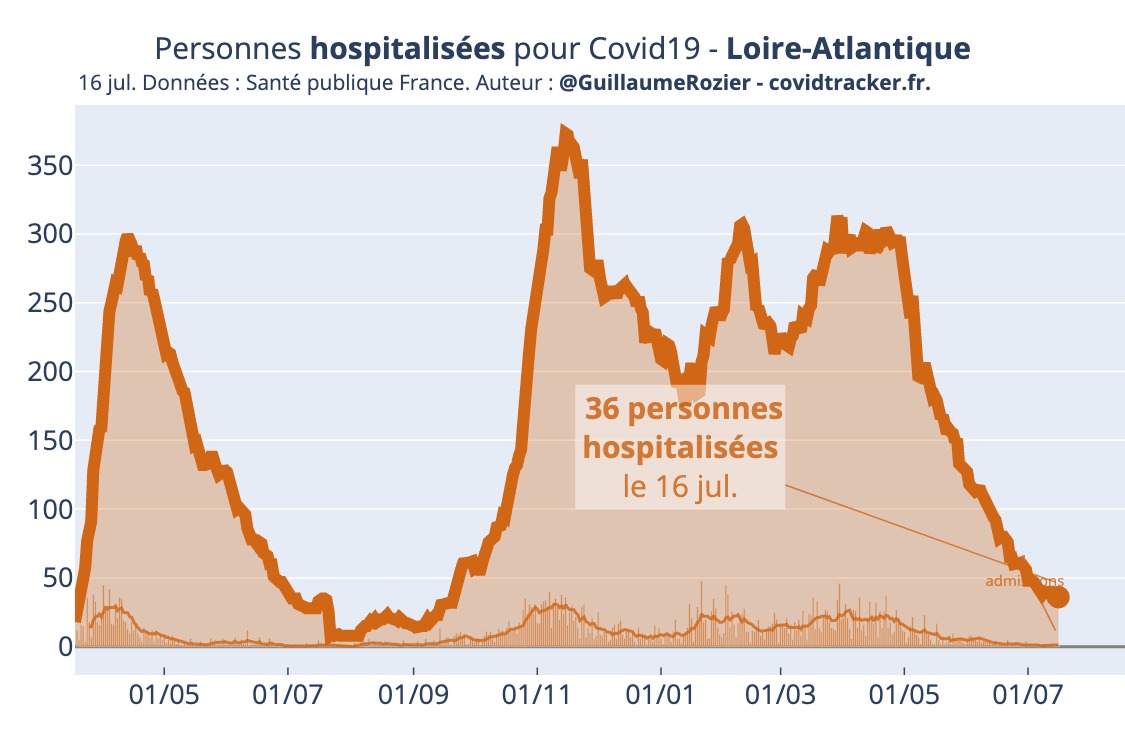 Personnes hospitalisées pour Covid19 - Loire-Atlantique
16 jul. Données : Santé publique France. Auteur : @GuillaumeRozier - covidtracker.fr.
350
300
250
200
150
100
50
0
36 personnes
hospitalisées
le 16 jul.
admissions
01/05 01/07 01/09 01/11 01/01 01/03 01/05 01/07